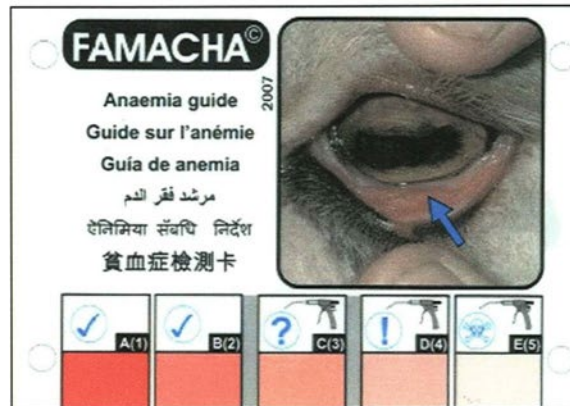 FAMACHA©
2007
Anaemia guide
Guide sur l'anémie
Guía de anemia
مرشد فقر الدم
ऐनिमिया सॅबधि निर्देश
貧血症檢測卡
✓ A(1)
✓ B(2)
? C(3)
! D(4)
E(5)